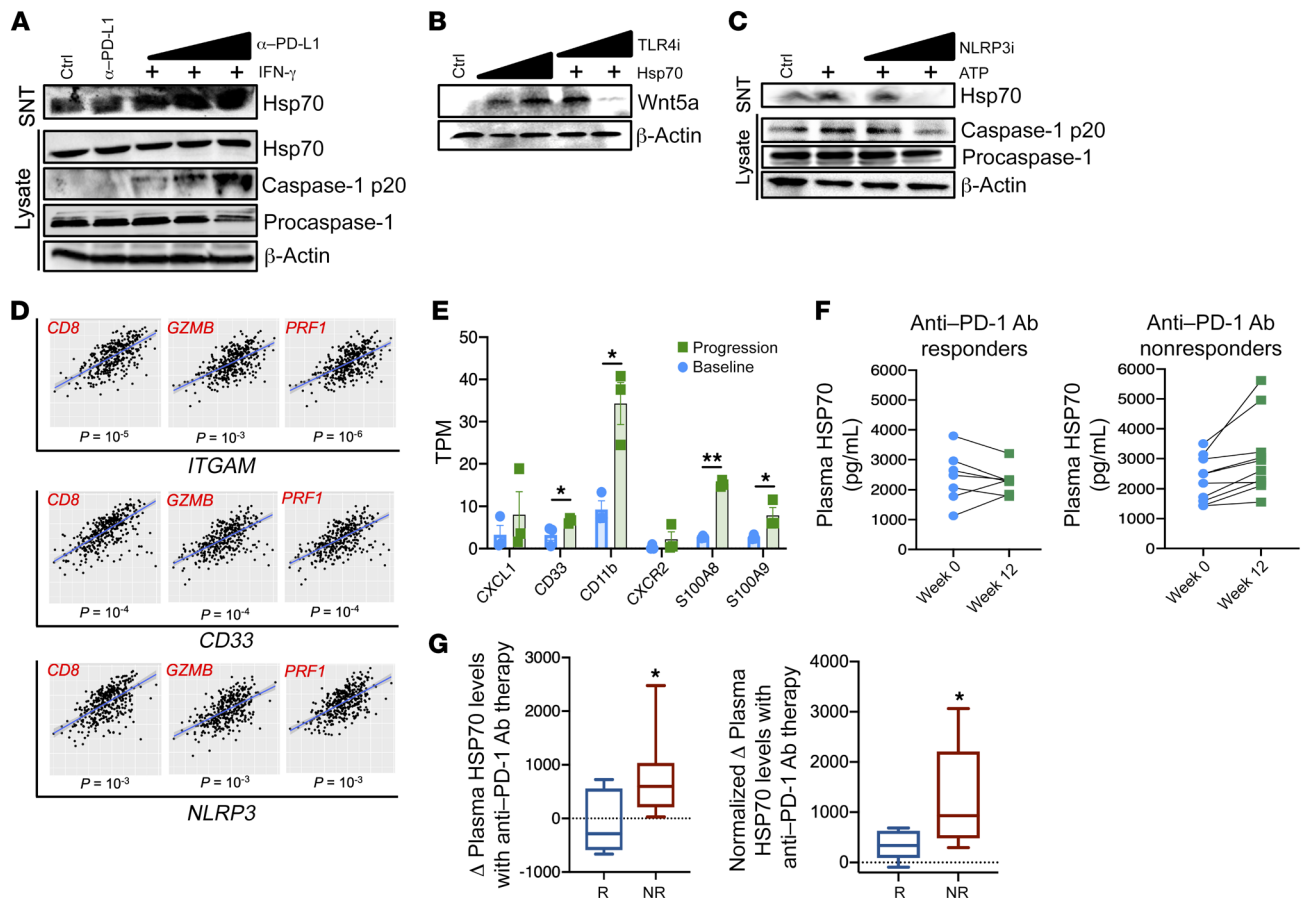 A
Ctrl
α-PD-L1
α–PD-L1
+ + + IFN-γ
SNT
Hsp70
Lysate
Hsp70
Caspase-1 p20
Procaspase-1
β-Actin
B
Ctrl
TLR4i
+ + Hsp70
Wnt5a
β-Actin
C
Ctrl
NLRP3i
+ + + ATP
SNT
Hsp70
Lysate
Caspase-1 p20
Procaspase-1
β-Actin
D
CD8 GZMB PRF1
P = 10-5 P = 10-3 P = 10-6
ITGAM
CD8 GZMB PRF1
P = 10-4 P = 10-4 P = 10-4
CD33
CD8 GZMB PRF1
P = 10-3 P = 10-3 P = 10-3
NLRP3
E
TPM
50
40
30
20
10
0
Progression
Baseline
*
*
**
*
CXCL1
CD33
CD11b
CXCR2
S100A8
S100A9
F
Anti–PD-1 Ab
responders
Plasma HSP70
(pg/mL)
6000
5000
4000
3000
2000
1000
0
Week 0
Week 12
Anti–PD-1 Ab
nonresponders
Plasma HSP70
(pg/mL)
6000
5000
4000
3000
2000
1000
0
Week 0
Week 12
G
Δ Plasma HSP70 levels
with anti–PD-1 Ab therapy
3000
2000
1000
0
-1000
*
R NR
Normalized Δ Plasma
HSP70 levels with
anti–PD-1 Ab therapy
4000
3000
2000
1000
0
*
R NR